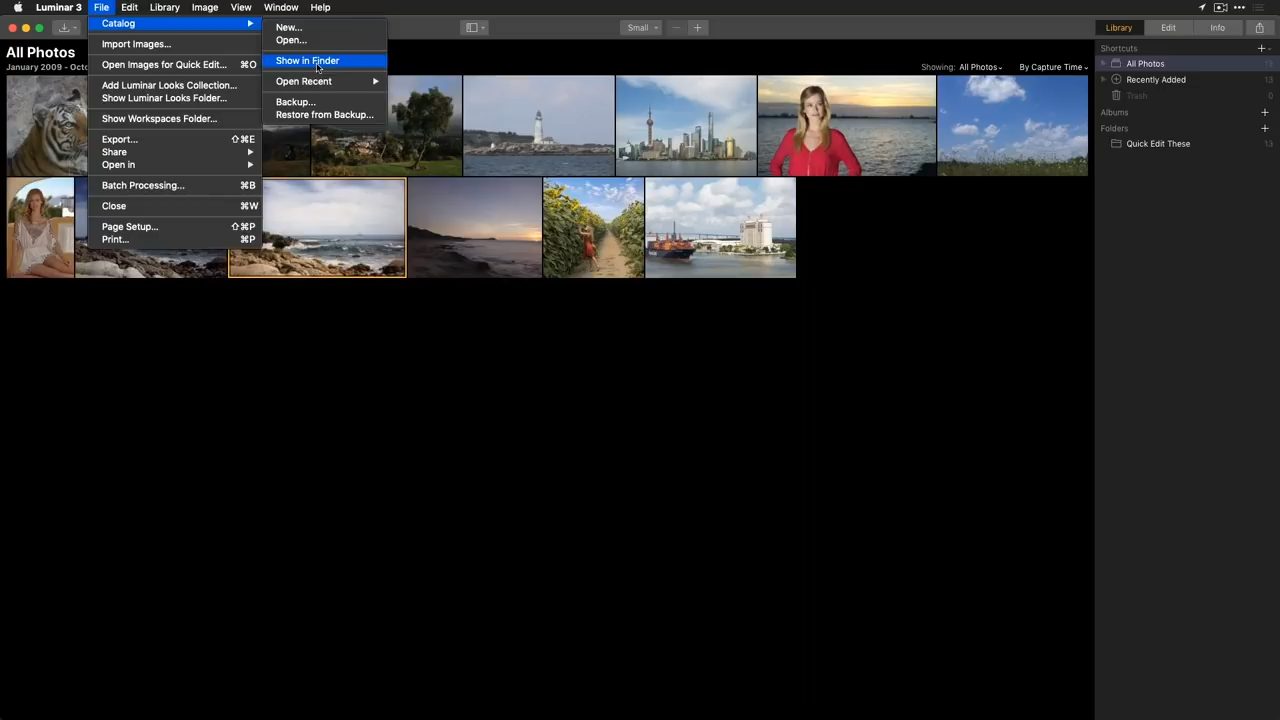 Luminar 3 File Edit Library Image View Window Help
Catalog
Import Images...
Open Images for Quick Edit... ⌘O
Add Luminar Looks Collection...
Show Luminar Looks Folder...
Show Workspaces Folder...
Export... ⇧⌘E
Share
Open in
Batch Processing... ⌘B
Close ⌘W
Page Setup... ⇧⌘P
Print... ⌘P
New...
Open...
Show in Finder
Open Recent
Backup...
Restore from Backup...
Small
Library Edit Info
All Photos
January 2009 - Octo
Showing: All Photos By Capture Time
Shortcuts
All Photos 13
Recently Added 13
Trash 0
Albums
Folders
Quick Edit These 13